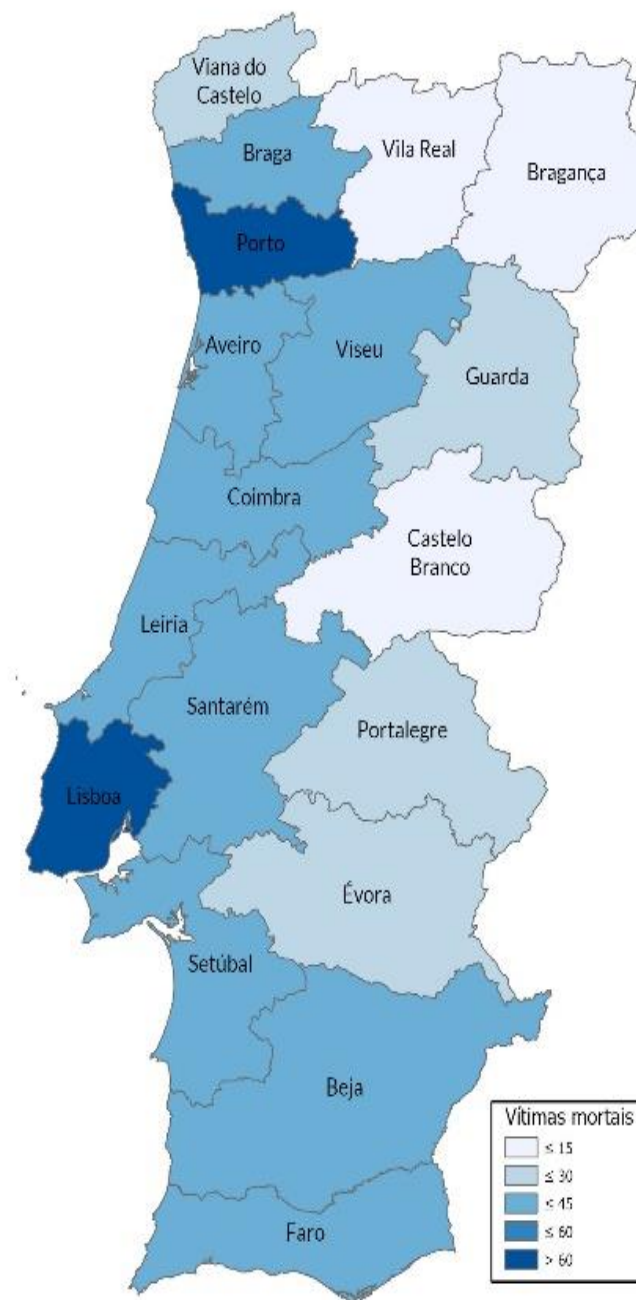 Viana do
Castelo
Braga
Vila Real
Bragança
Porto
Aveiro
Viseu
Guarda
Coimbra
Castelo
Branco
Leiria
Santarém
Portalegre
Lisboa
Évora
Setúbal
Beja
Faro
Vítimas mortais
≤ 15
≤ 30
≤ 45
≤ 60
> 60